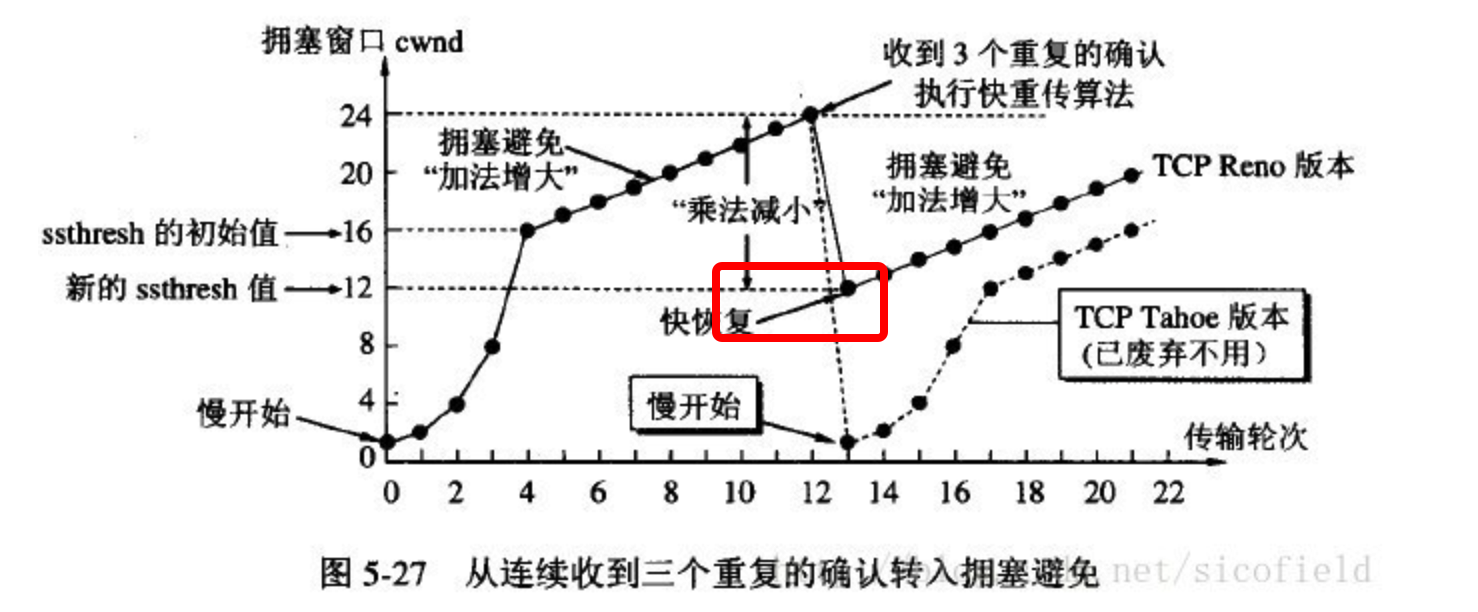 拥塞窗口 cwnd
收到 3 个重复的确认
执行快重传算法
24
拥塞避免
“加法增大”
拥塞避免
“加法增大”
TCP Reno 版本
20
“乘法减小”
ssthresh 的初始值
16
新的 ssthresh 值
12
快恢复
TCP Tahoe 版本
(已废弃不用)
8
慢开始
4
慢开始
传输轮次
0
0 2 4 6 8 10 12 14 16 18 20 22
图 5-27 从连续收到三个重复的确认转入拥塞避免
net/sicofield